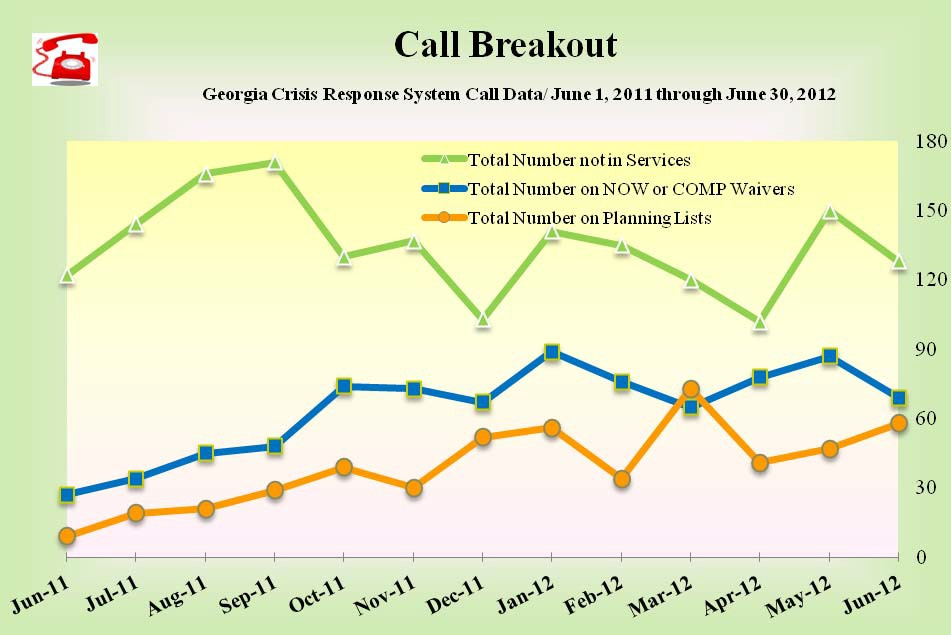 Call Breakout
Georgia Crisis Response System Call Data/ June 1, 2011 through June 30, 2012
Total Number not in Services
Total Number on NOW or COMP Waivers
Total Number on Planning Lists
180
150
120
90
60
30
0
Jun-11 Jul-11 Aug-11 Sep-11 Oct-11 Nov-11 Dec-11 Jan-12 Feb-12 Mar-12 Apr-12 May-12 Jun-12